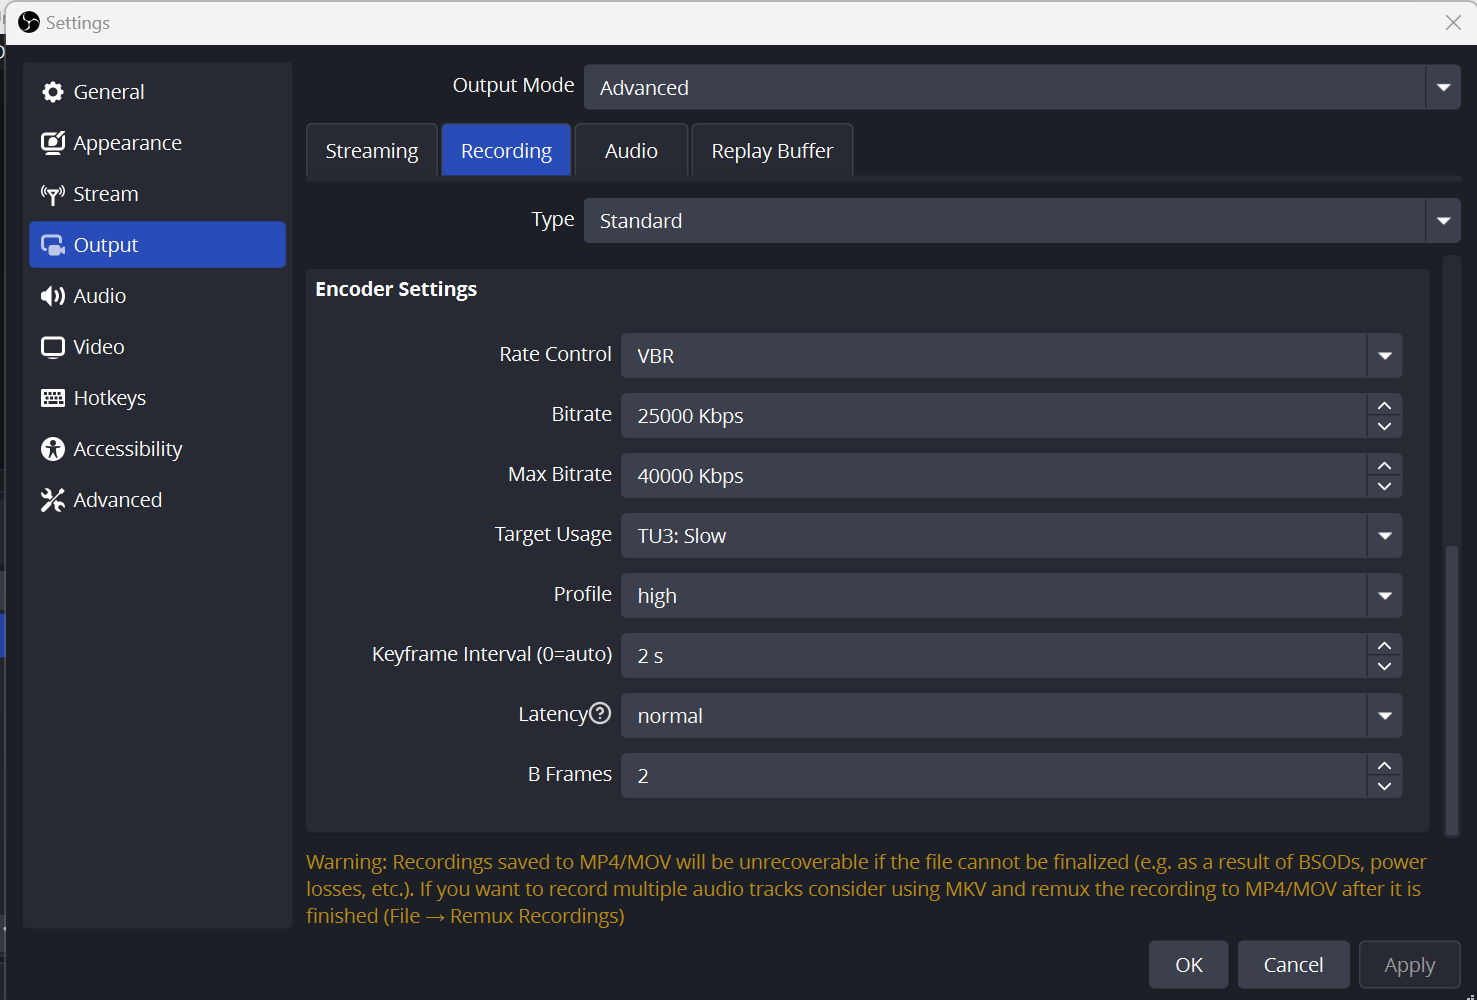 Settings
General
Appearance
Stream
Output
Audio
Video
Hotkeys
Accessibility
Advanced
Output Mode
Advanced
Streaming
Recording
Audio
Replay Buffer
Type
Standard
Encoder Settings
Rate Control
VBR
Bitrate
25000 Kbps
Max Bitrate
40000 Kbps
Target Usage
TU3: Slow
Profile
high
Keyframe Interval (0=auto)
2 s
Latency
normal
B Frames
2
Warning: Recordings saved to MP4/MOV will be unrecoverable if the file cannot be finalized (e.g. as a result of BSODs, power
losses, etc.). If you want to record multiple audio tracks consider using MKV and remux the recording to MP4/MOV after it is
finished (File → Remux Recordings)
OK
Cancel
Apply